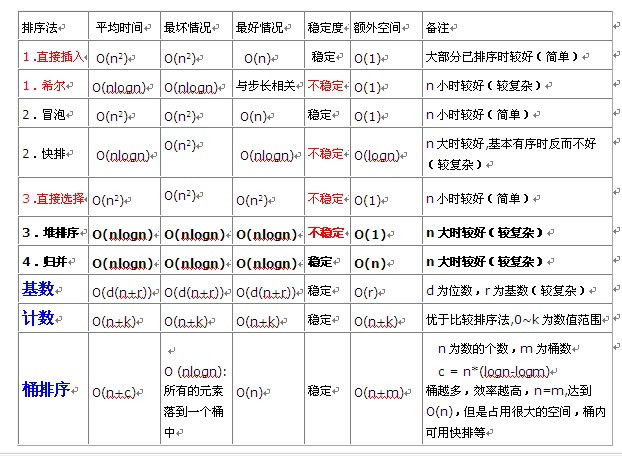 排序法 平均时间 最坏情况 最好情况 稳定度 额外空间 备注
1.直接插入 O(n²) O(n²) O(n) 稳定 O(1) 大部分已排序时较好（简单）
1．希尔 O(nlogn) O(nlogn) 与步长相关 不稳定 O(1) n 小时较好（较复杂）
2．冒泡 O(n²) O(n²) O(n) 稳定 O(1) n 小时较好（简单）
2．快排 O(nlogn) O(n²) O(nlogn) 不稳定 O(logn) n 大时较好,基本有序时反而不好
（较复杂）
3.直接选择 O(n²) O(n²) O(n²) 不稳定 O(1) n 小时较好（简单）
3．堆排序 O(nlogn) O(nlogn) O(nlogn) 不稳定 O(1) n 大时较好（较复杂）
4．归并 O(nlogn) O(nlogn) O(nlogn) 稳定 O(n) n 大时较好（较复杂）
基数 O(d(n+r)) O(d(n+r)) O(d(n+r)) 稳定 O(r) d 为位数，r 为基数（较复杂）
计数 O(n+k) O(n+k) O(n+k) 稳定 O(n+k) 优于比较排序法,0~k 为数值范围
桶排序 O(n+c)
O (nlogn):
所有的元素
落到一个桶
中
O(n) 稳定 O(n+m)
n 为数的个数，m 为桶数
c = n*(logn-logm)
桶越多，效率越高，n=m,达到
O(n)，但是占用很大的空间，桶内
可用快排等